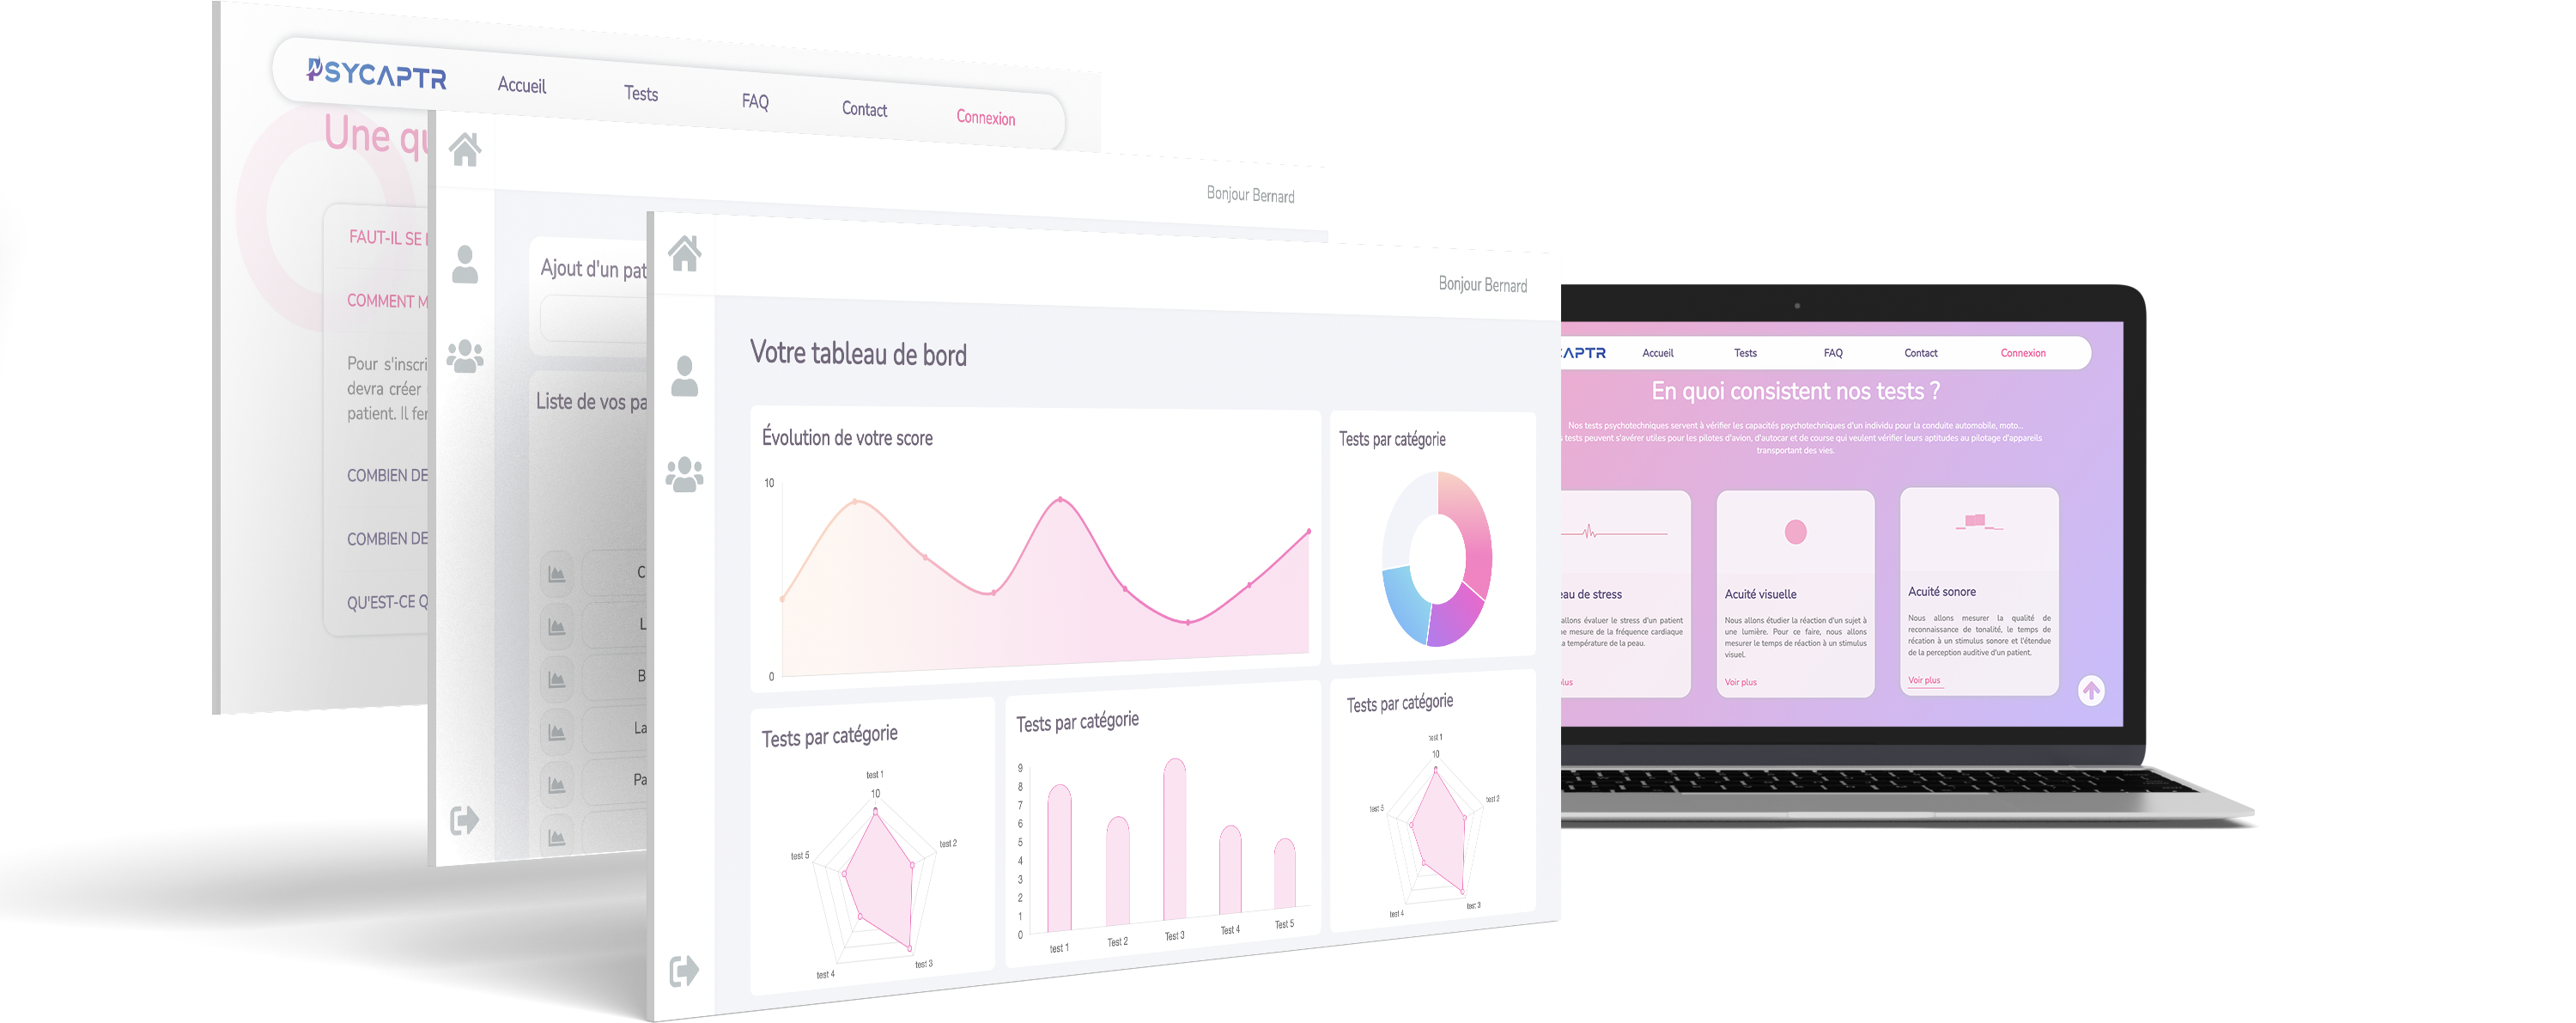 PSYCAPTR
Accueil
Tests
FAQ
Contact
Connexion
Une
FAUT-IL SE
COMMENT
Pour s'inscri
devra créer
patient. Il
COMBIEN DE
COMBIEN DE
QU'EST-CE
Bonjour Bernard
Ajout d'un pat
Liste de vos pa
C
L
B
La
Pa
Bonjour Bernard
Votre tableau de bord
Évolution de votre score
10
0
Tests par catégorie
Tests par catégorie
test 1
10
test 2
test 3
test 4
test 5
Tests par catégorie
9
8
7
6
5
4
3
2
1
0
test 1
Test 2
Test 3
Test 4
Test 5
Tests par catégorie
test 1
10
test 2
test 3
test 4
test 5
CAPTR
Accueil
Tests
FAQ
Contact
Connexion
En quoi consistent nos tests ?
Nos tests psychotechniques servent à vérifier les capacités psychotechniques d'un individu pour la conduite automobile, moto...
tests peuvent s'avérer utiles pour les pilotes d'avion, d'autocar et de course qui veulent vérifier leurs aptitudes au pilotage d'appareils
transportant des vies.
eau de stress
allons évaluer le stress d'un patient
ne mesure de la fréquence cardiaque
a température de la peau.
plus
Acuité visuelle
Nous allons étudier la réaction d'un sujet à
une lumière. Pour ce faire, nous allons
mesurer le temps de réaction à un stimulus
visuel.
Voir plus
Acuité sonore
Nous allons mesurer la qualité de
reconnaissance de tonalité, le temps de
récation à un stimulus sonore et l'étendue
de la perception auditive d'un patient.
Voir plus